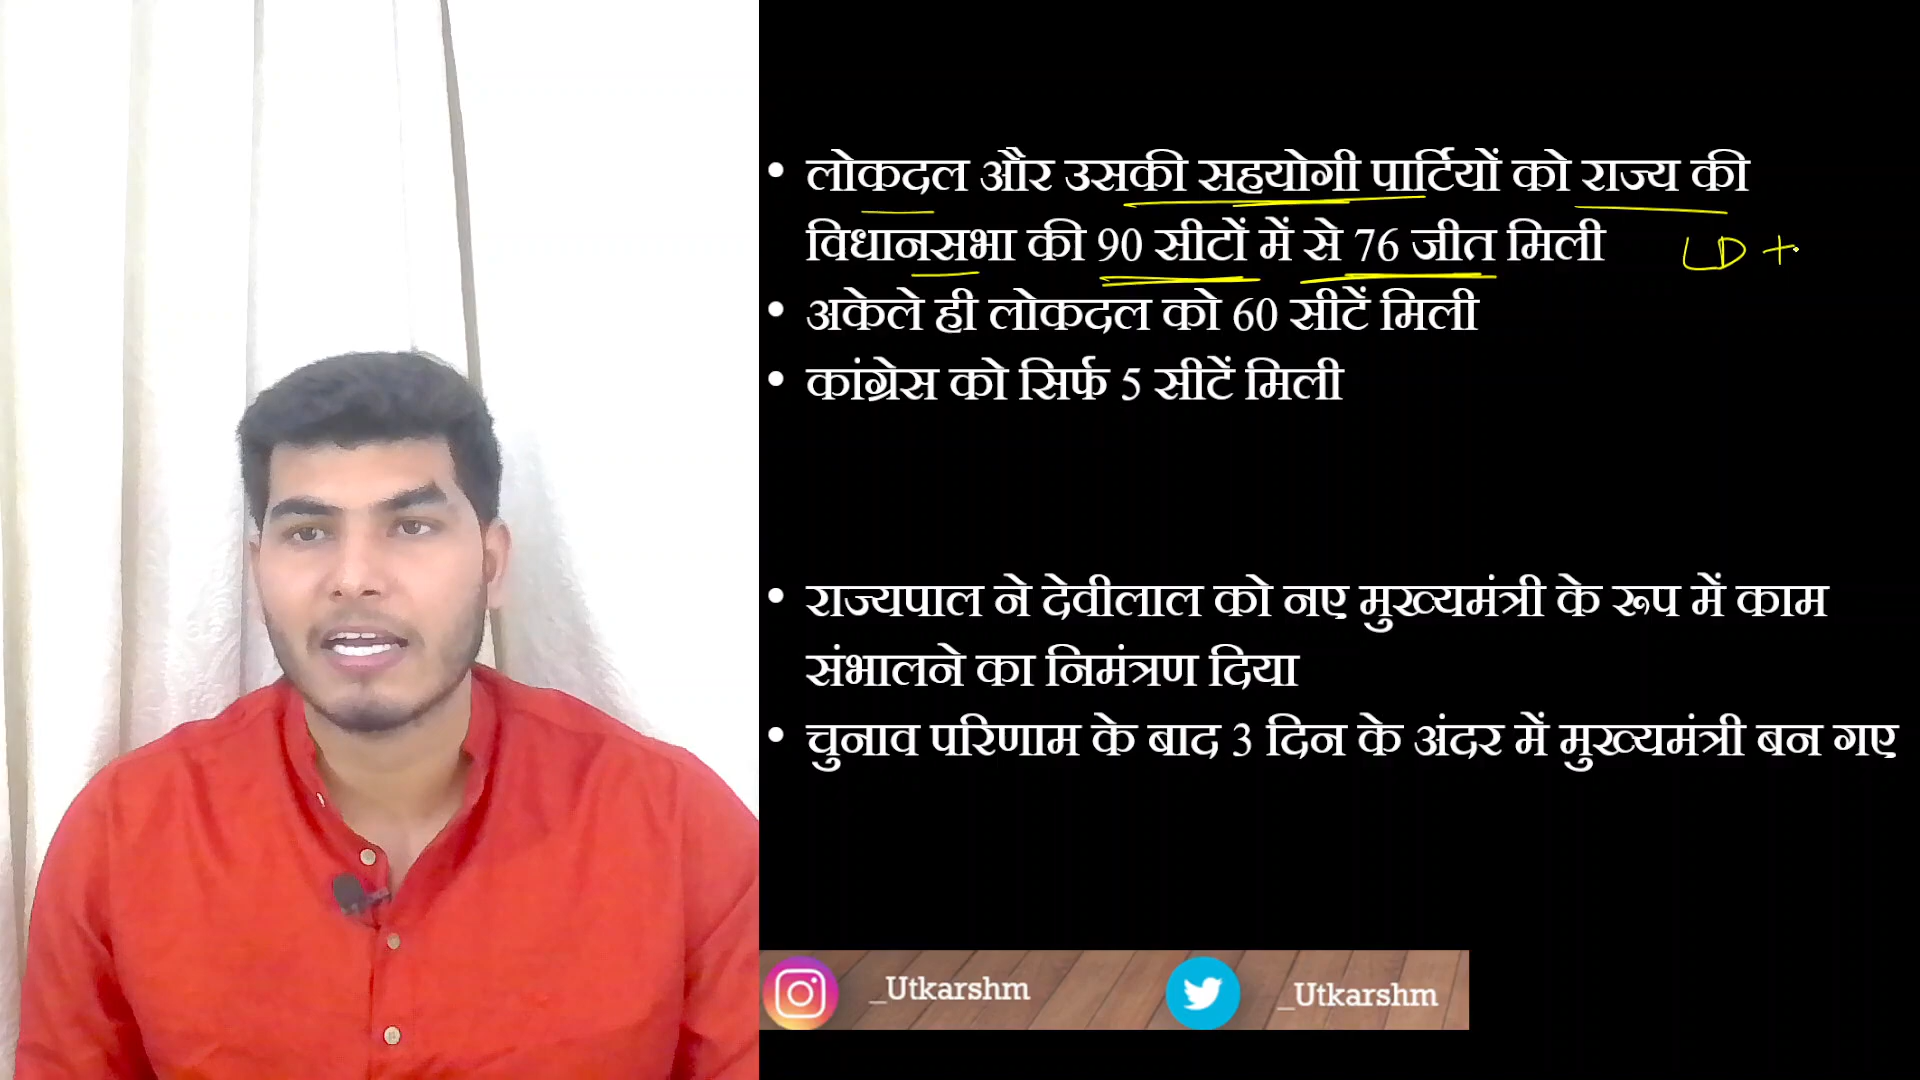 • लोकदल और उसकी सहयोगी पार्टियों को राज्य की
विधानसभा की 90 सीटों में से 76 जीत मिली
LD +
• अकेले ही लोकदल को 60 सीटें मिली
• कांग्रेस को सिर्फ 5 सीटें मिली
• राज्यपाल ने देवीलाल को नए मुख्यमंत्री के रूप में काम
संभालने का निमंत्रण दिया
• चुनाव परिणाम के बाद 3 दिन के अंदर में मुख्यमंत्री बन गए
_Utkarshm
_Utkarshm